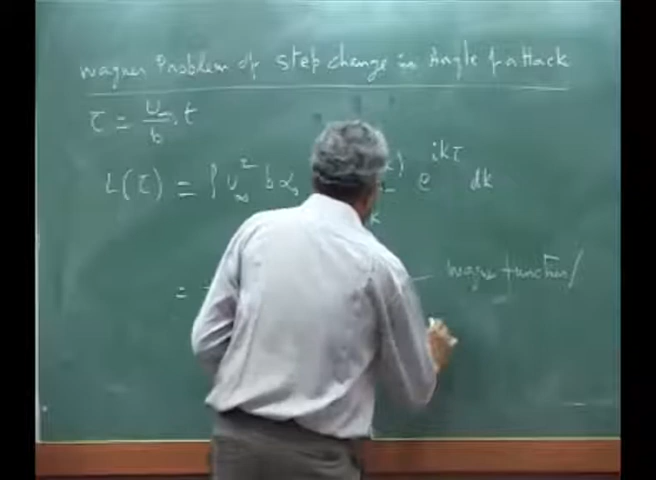 Wagner Problem of step change in Angle of attack
τ = U∞/b . t
L(τ) = ρ U∞² b α₀ ) k e^{ikτ} dk
= — Wagner function/